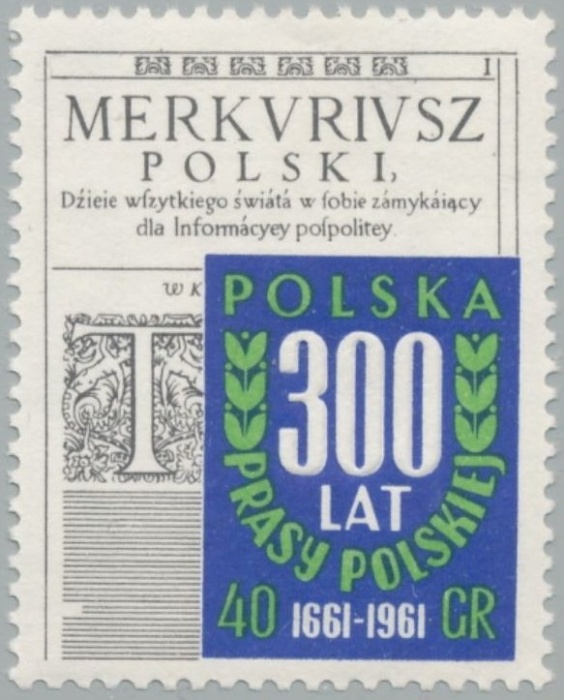 I
MERKVRIVSZ
POLSKI,
Dźieie wſzytkiego świátá w ſobie zámykáiący
dla Informácyey poſpolitey.
W K
T
POLSKA
300
LAT
PRASY POLSKIEJ
40 1661-1961 GR